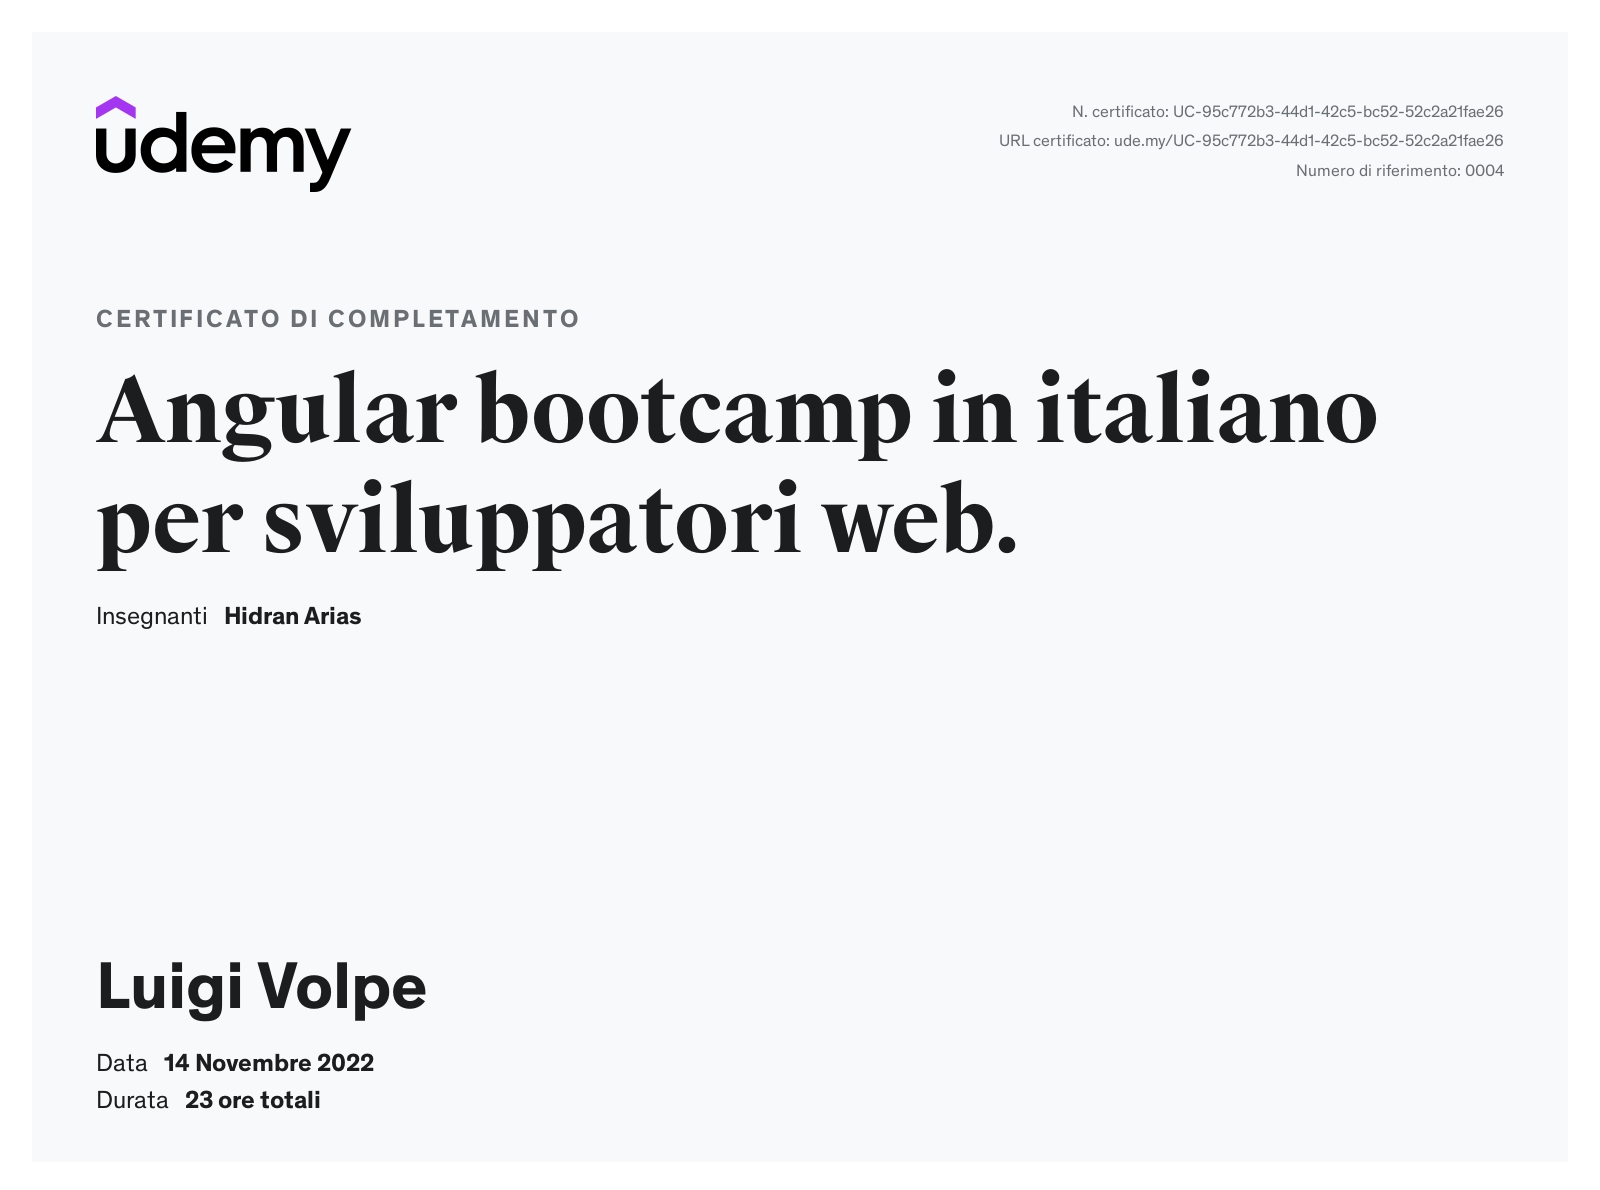 udemy
N. certificato: UC-95c772b3-44d1-42c5-bc52-52c2a21fae26
URL certificato: ude.my/UC-95c772b3-44d1-42c5-bc52-52c2a21fae26
Numero di riferimento: 0004
CERTIFICATO DI COMPLETAMENTO
Angular bootcamp in italiano
per sviluppatori web.
Insegnanti Hidran Arias
Luigi Volpe
Data 14 Novembre 2022
Durata 23 ore totali